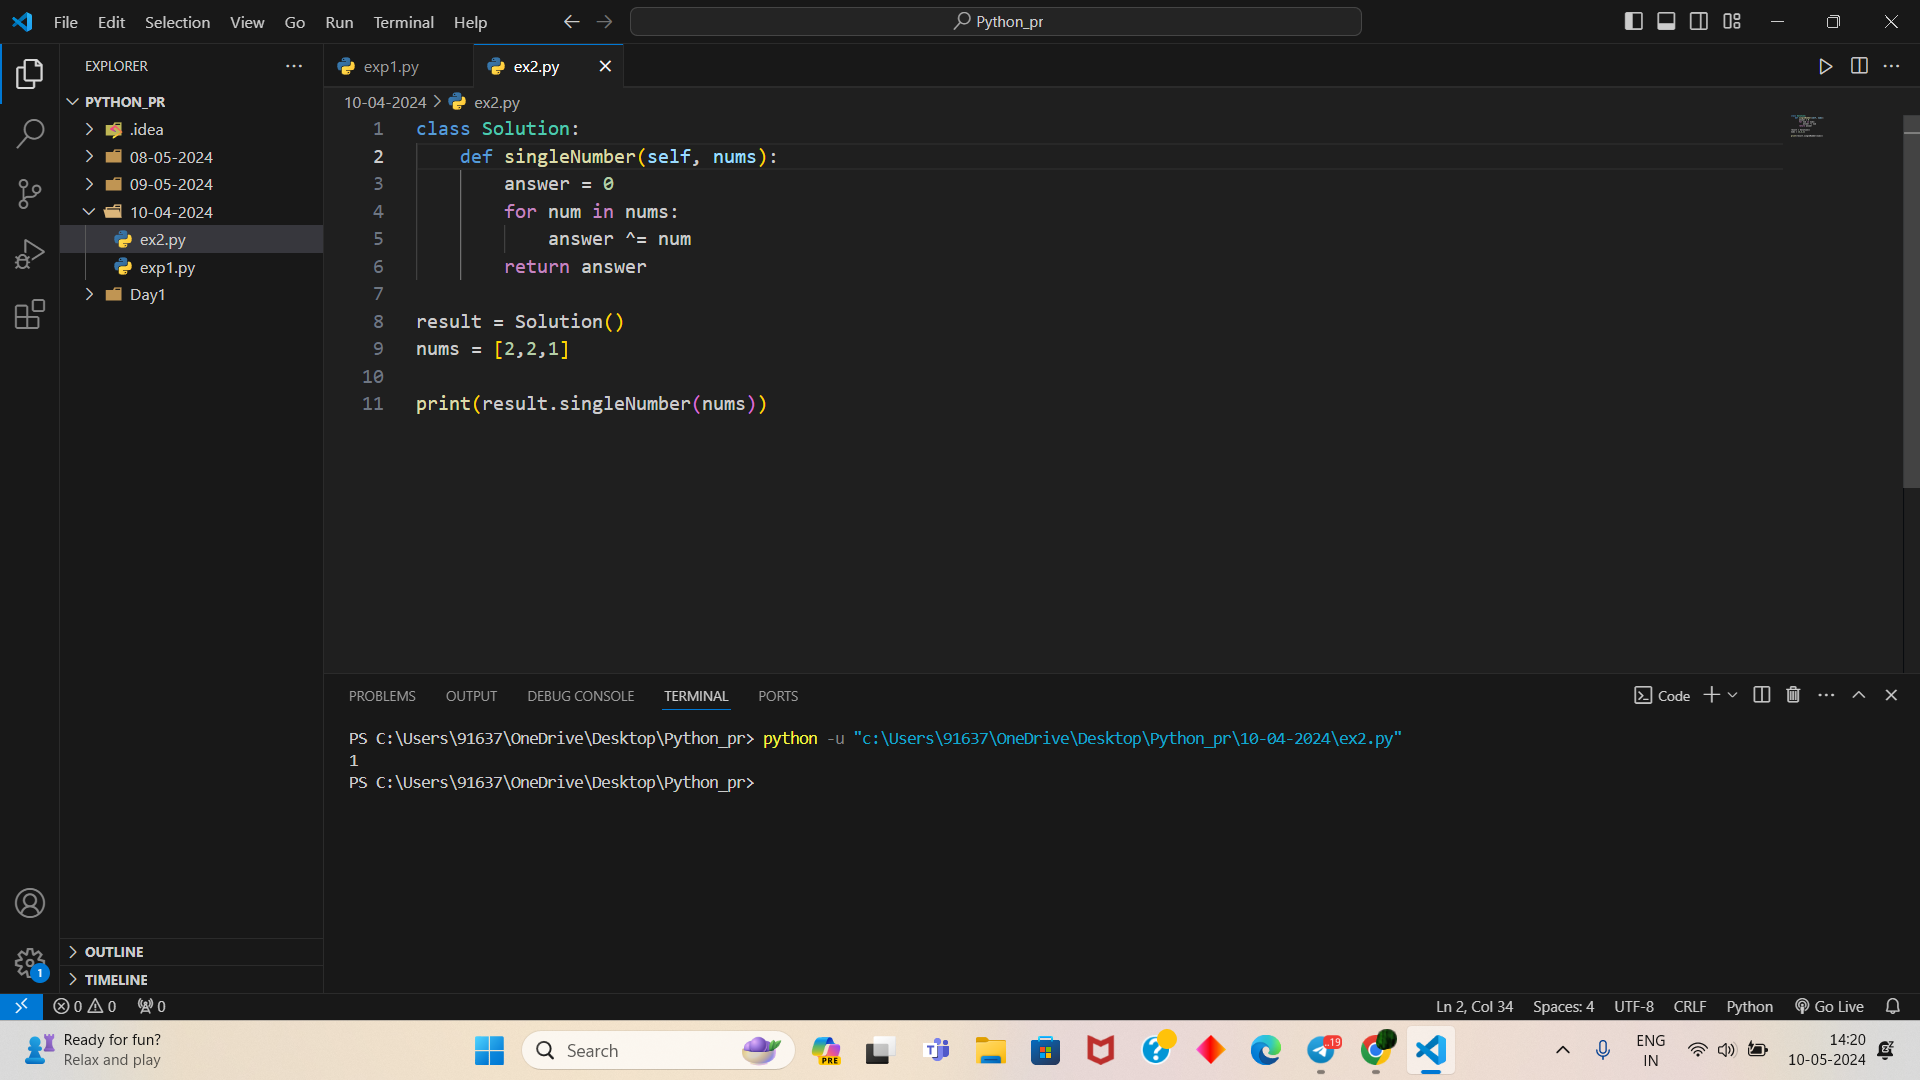 File Edit Selection View Go Run Terminal Help
Python_pr
EXPLORER
PYTHON_PR
.idea
08-05-2024
09-05-2024
10-04-2024
ex2.py
exp1.py
Day1
OUTLINE
TIMELINE
exp1.py
ex2.py
10-04-2024 > ex2.py
1 class Solution:
2     def singleNumber(self, nums):
3         answer = 0
4         for num in nums:
5             answer ^= num
6         return answer
7
8 result = Solution()
9 nums = [2,2,1]
10
11 print(result.singleNumber(nums))
PROBLEMS OUTPUT DEBUG CONSOLE TERMINAL PORTS
Code
PS C:\Users\91637\OneDrive\Desktop\Python_pr> python -u "c:\Users\91637\OneDrive\Desktop\Python_pr\10-04-2024\ex2.py"
1
PS C:\Users\91637\OneDrive\Desktop\Python_pr>
1
0 0 0
Ln 2, Col 34 Spaces: 4 UTF-8 CRLF Python Go Live
Ready for fun?
Relax and play
Search
PRE
..19
ENG
IN
14:20
10-05-2024